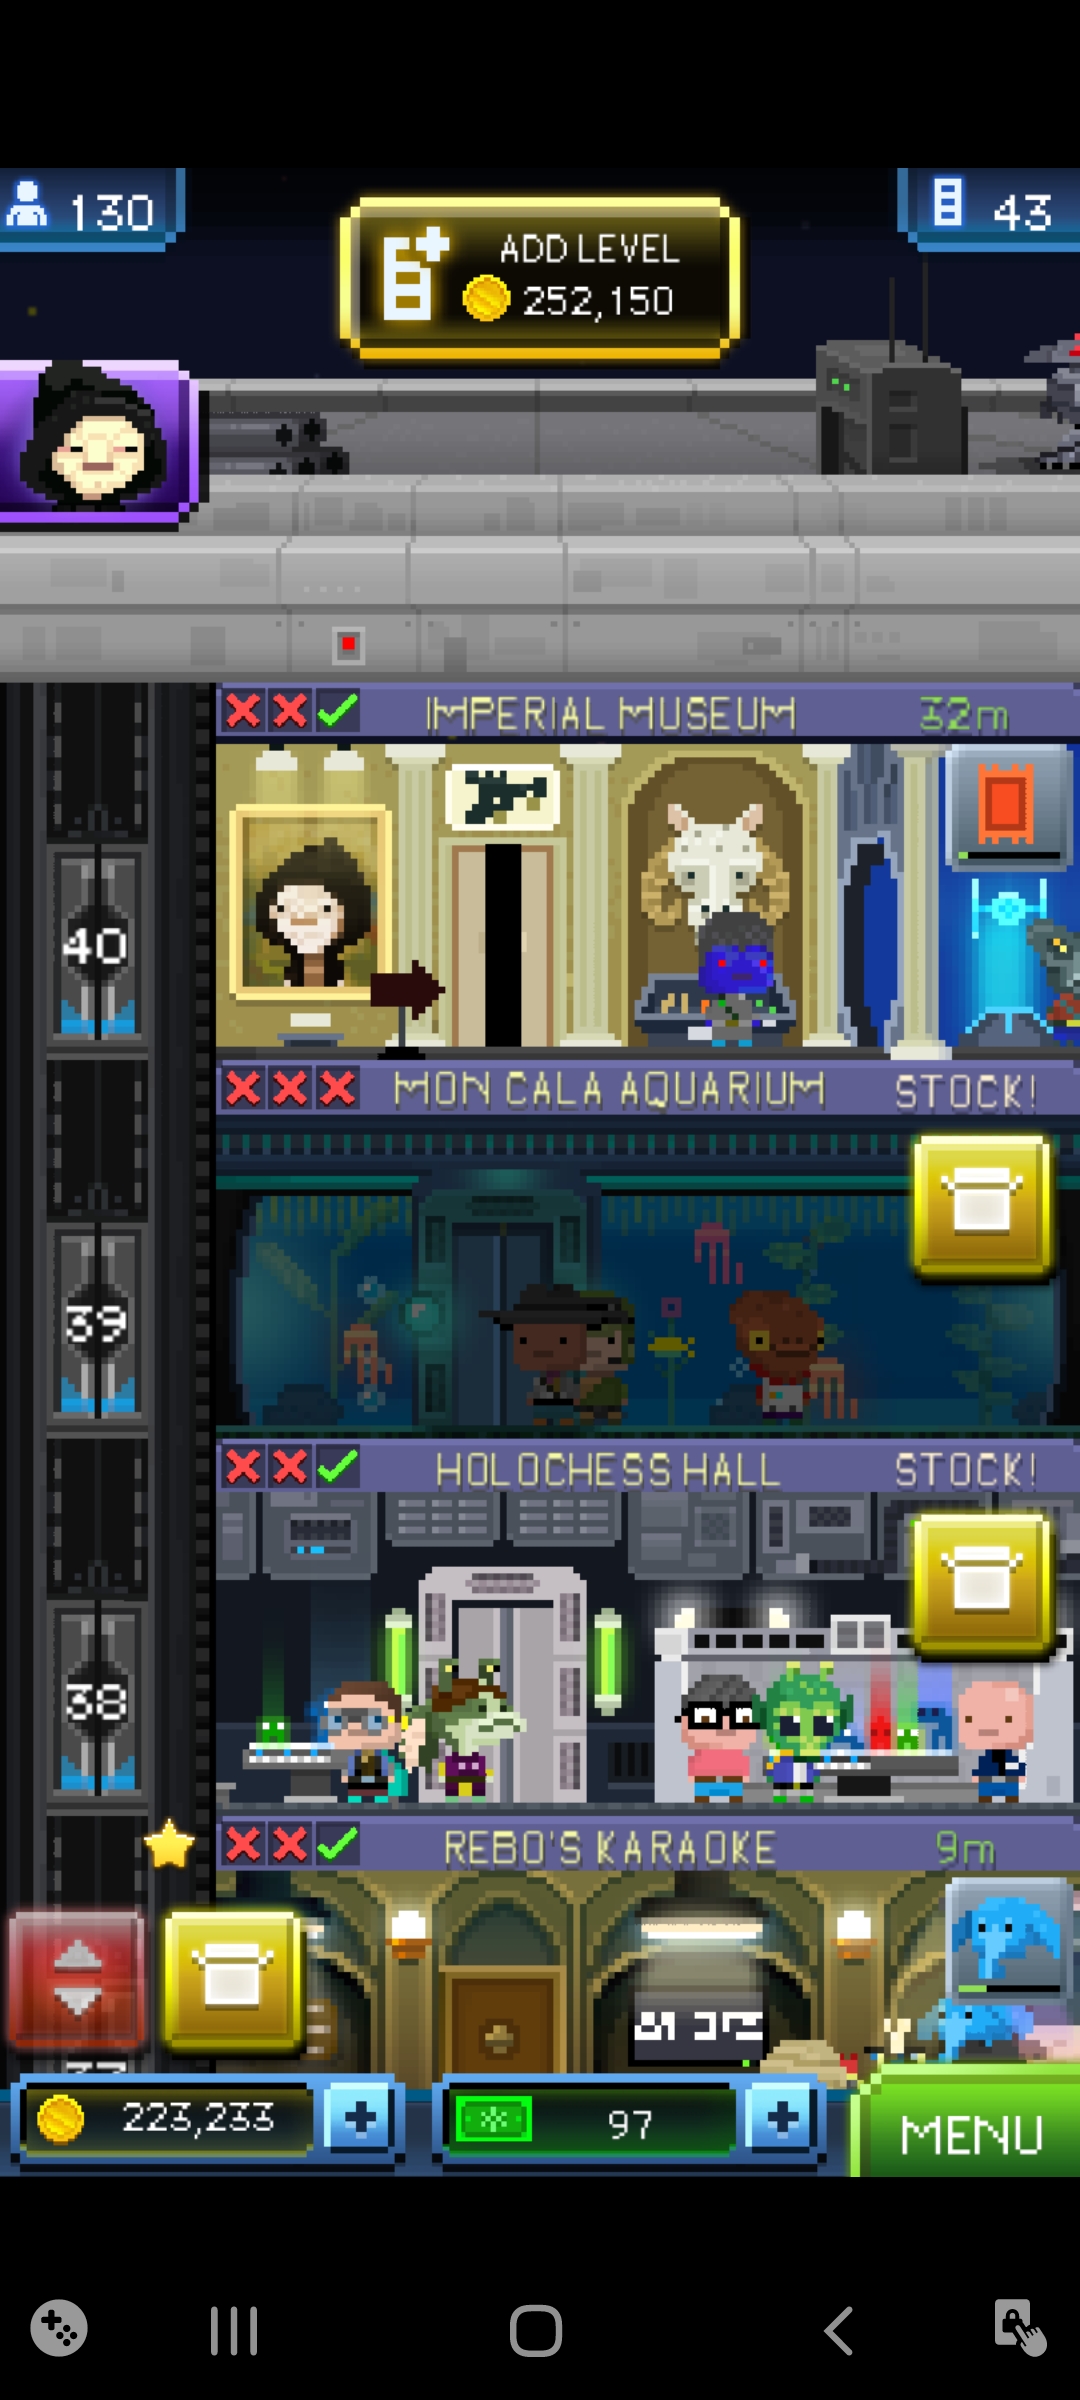 130
ADD LEVEL
252,150
43
IMPERIAL MUSEUM 32m
40
MON CALA AQUARIUM STOCK!
39
HOLOCHESS HALL STOCK!
38
REBO'S KARAOKE 9m
223,233
97
MENU